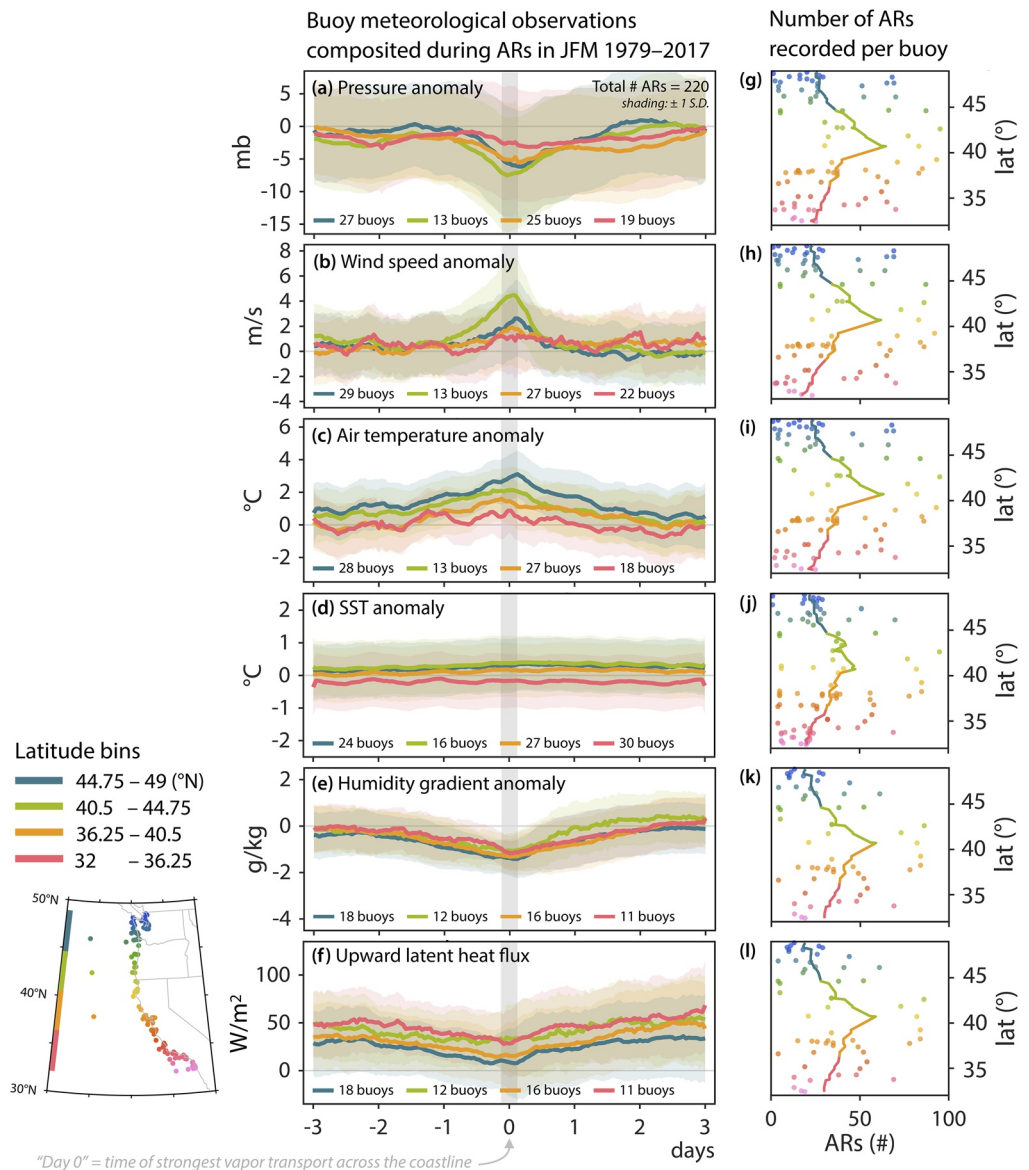 Buoy meteorological observations
composited during ARs in JFM 1979–2017
Number of ARs
recorded per buoy
(a) Pressure anomaly
Total # ARs = 220
shading: ± 1 S.D.
mb
5
0
-5
-10
-15
27 buoys 13 buoys 25 buoys 19 buoys
(g)
45
40
35
lat (°)
(b) Wind speed anomaly
m/s
8
6
4
2
0
-2
-4
29 buoys 13 buoys 27 buoys 22 buoys
(h)
45
40
35
lat (°)
(c) Air temperature anomaly
°C
6
4
2
0
-2
28 buoys 13 buoys 27 buoys 18 buoys
(i)
45
40
35
lat (°)
(d) SST anomaly
°C
2
1
0
-1
-2
24 buoys 16 buoys 27 buoys 30 buoys
(j)
45
40
35
lat (°)
(e) Humidity gradient anomaly
g/kg
2
0
-2
-4
18 buoys 12 buoys 16 buoys 11 buoys
(k)
45
40
35
lat (°)
(f) Upward latent heat flux
W/m2
100
50
0
18 buoys 12 buoys 16 buoys 11 buoys
-3 -2 -1 0 1 2 3
days
(l)
45
40
35
lat (°)
0 50 100
ARs (#)
Latitude bins
44.75 – 49 (°N)
40.5 – 44.75
36.25 – 40.5
32 – 36.25
50°N
40°N
30°N
“Day 0” = time of strongest vapor transport across the coastline